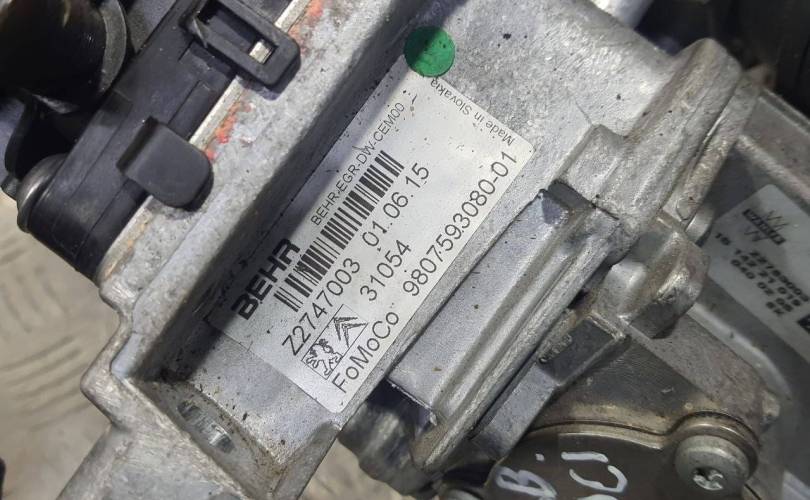 BEHR
BEHR-EGR-DW-CEM00
Z2747003 01.06.15
31054
FoMoCo 9807593080-01
Made in Slovakia